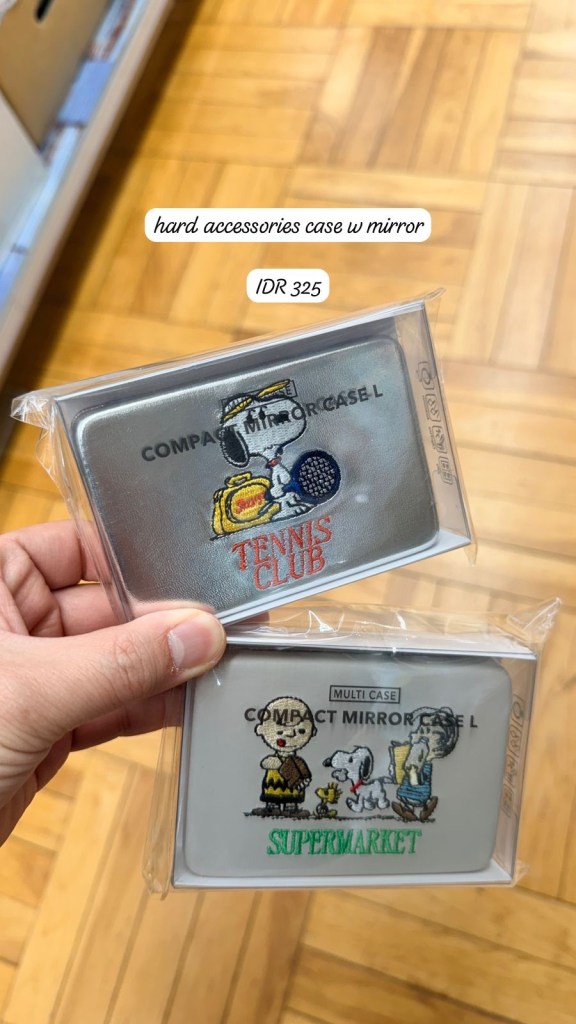 hard accessories case w mirror
IDR 325
COMPACT MIRROR CASE L
TENNIS
CLUB
MULTI CASE
COMPACT MIRROR CASE L
SUPERMARKET